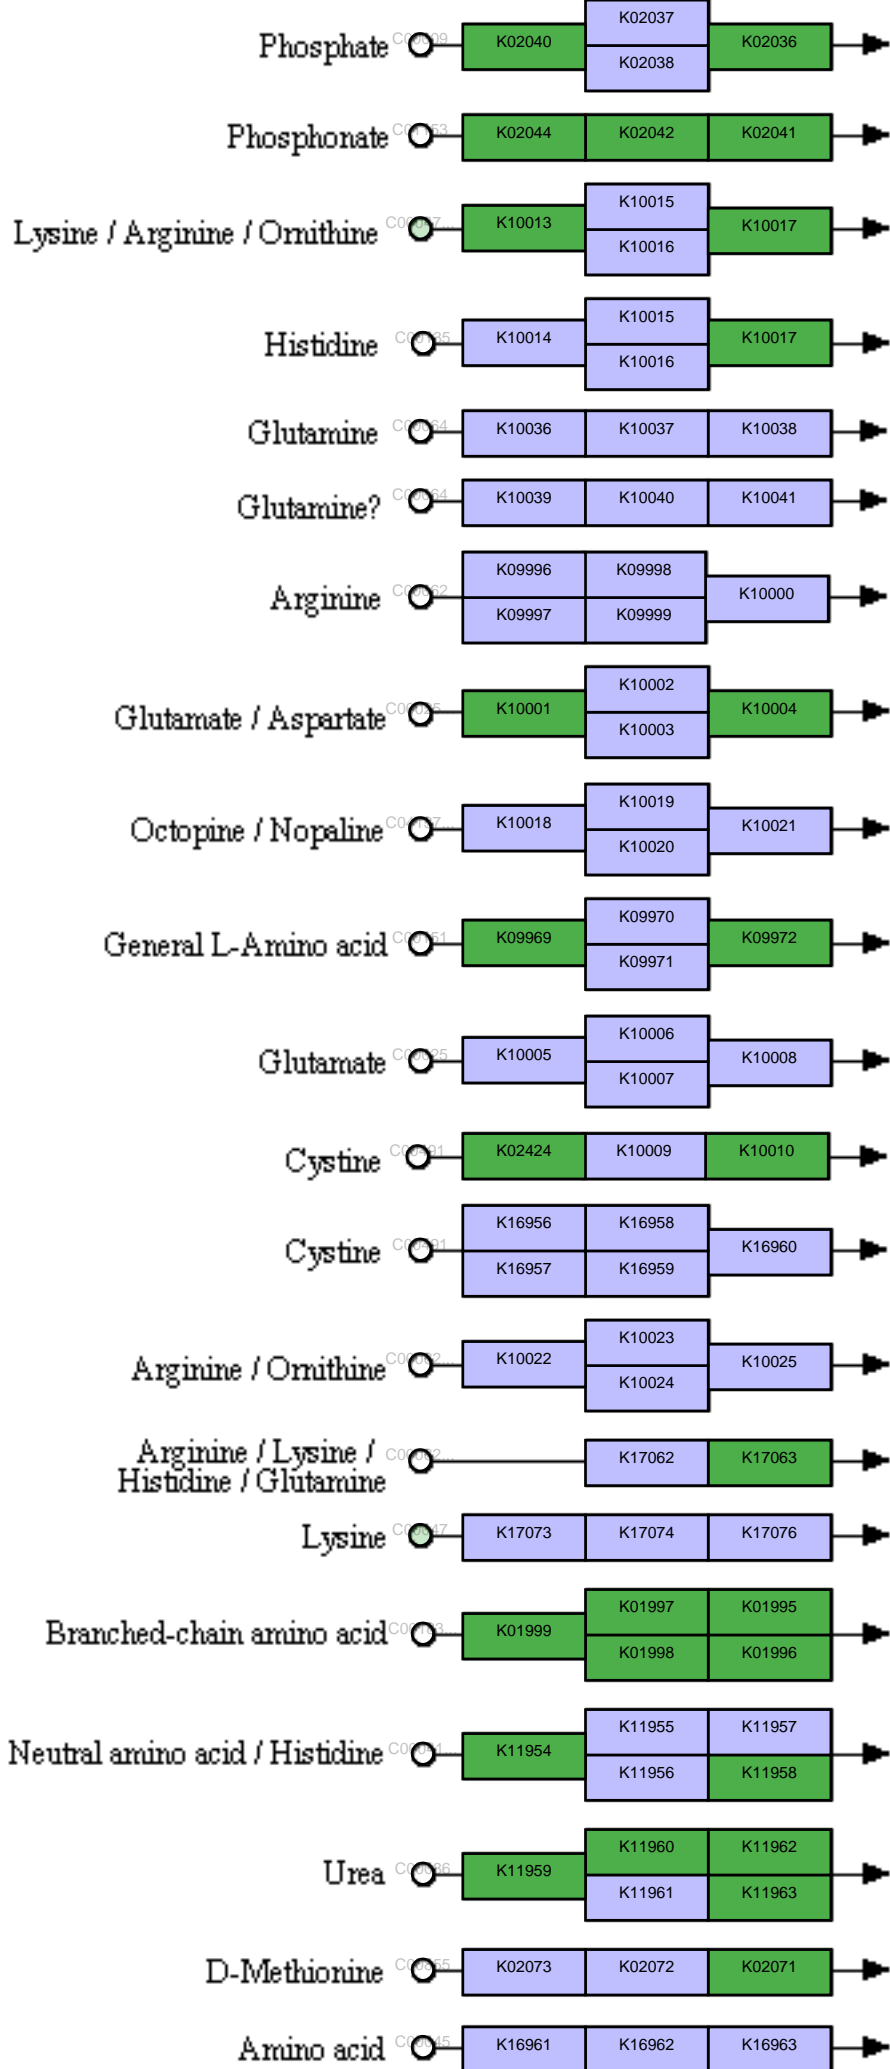 K02037
Phosphate K02040 K02036
K02038
Phosphonate K02044 K02042 K02041
K10015
Lysine / Arginine / Ornithine K10013 K10017
K10016
K10015
Histidine K10014 K10017
K10016
Glutamine K10036 K10037 K10038
Glutamine? K10039 K10040 K10041
K09996 K09998
Arginine K10000
K09997 K09999
K10002
Glutamate / Aspartate K10001 K10004
K10003
K10019
Octopine / Nopaline K10018 K10021
K10020
K09970
General L-Amino acid K09969 K09972
K09971
K10006
Glutamate K10005 K10008
K10007
Cystine K02424 K10009 K10010
K16956 K16958
Cystine K16960
K16957 K16959
K10023
Arginine / Ornithine K10022 K10025
K10024
Arginine / Lysine /
Histidine / Glutamine K17062 K17063
Lysine K17073 K17074 K17076
K01997 K01995
Branched-chain amino acid K01999
K01998 K01996
K11955 K11957
Neutral amino acid / Histidine K11954
K11956 K11958
K11960 K11962
Urea K11959
K11961 K11963
D-Methionine K02073 K02072 K02071
Amino acid K16961 K16962 K16963